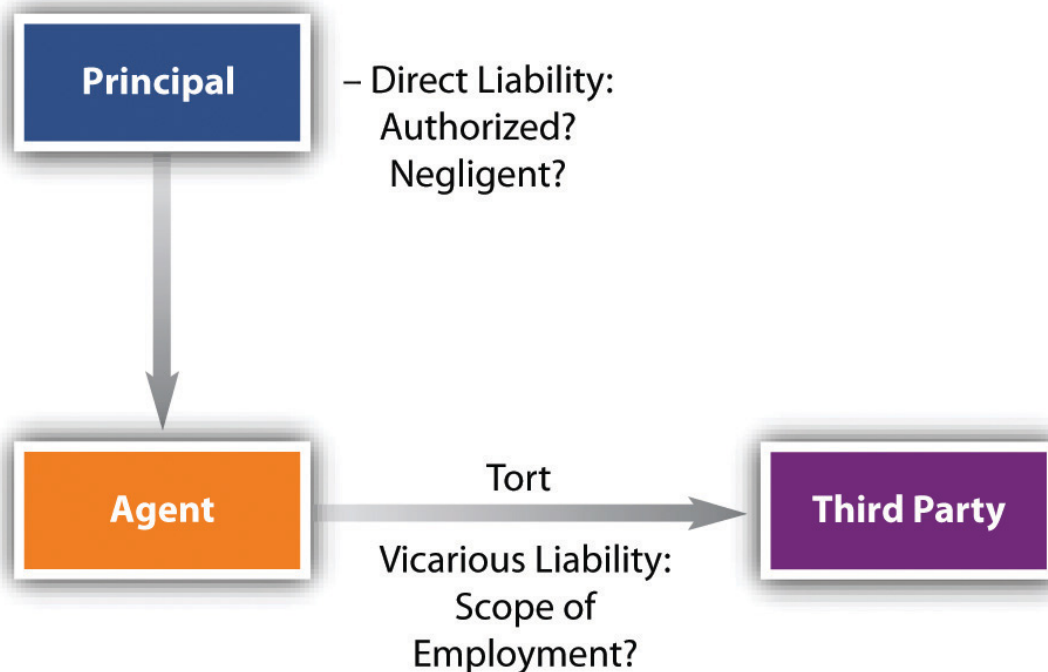 Principal
– Direct Liability:
Authorized?
Negligent?
Agent
Tort
Third Party
Vicarious Liability:
Scope of
Employment?